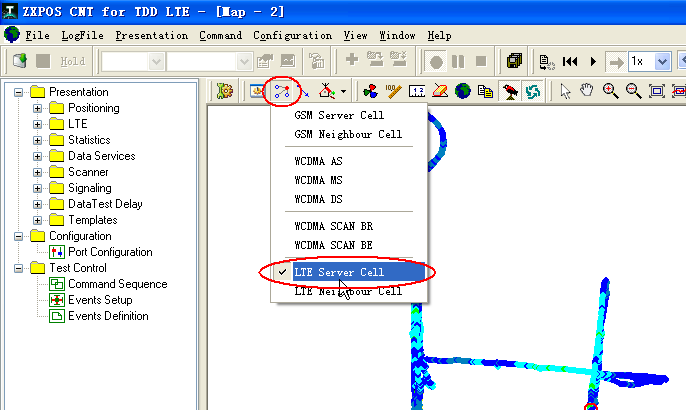 ZXPOS CNT for TDD LTE - [Map - 2]
File LogFile Presentation Command Configuration View Window Help
Hold 1x
Presentation
Positioning
LTE
Statistics
Data Services
Scanner
Signaling
DataTest Delay
Templates
Configuration
Port Configuration
Test Control
Command Sequence
Events Setup
Events Definition
GSM Server Cell
GSM Neighbour Cell
WCDMA AS
WCDMA MS
WCDMA DS
WCDMA SCAN BR
WCDMA SCAN BE
LTE Server Cell
LTE Neighbour Cell